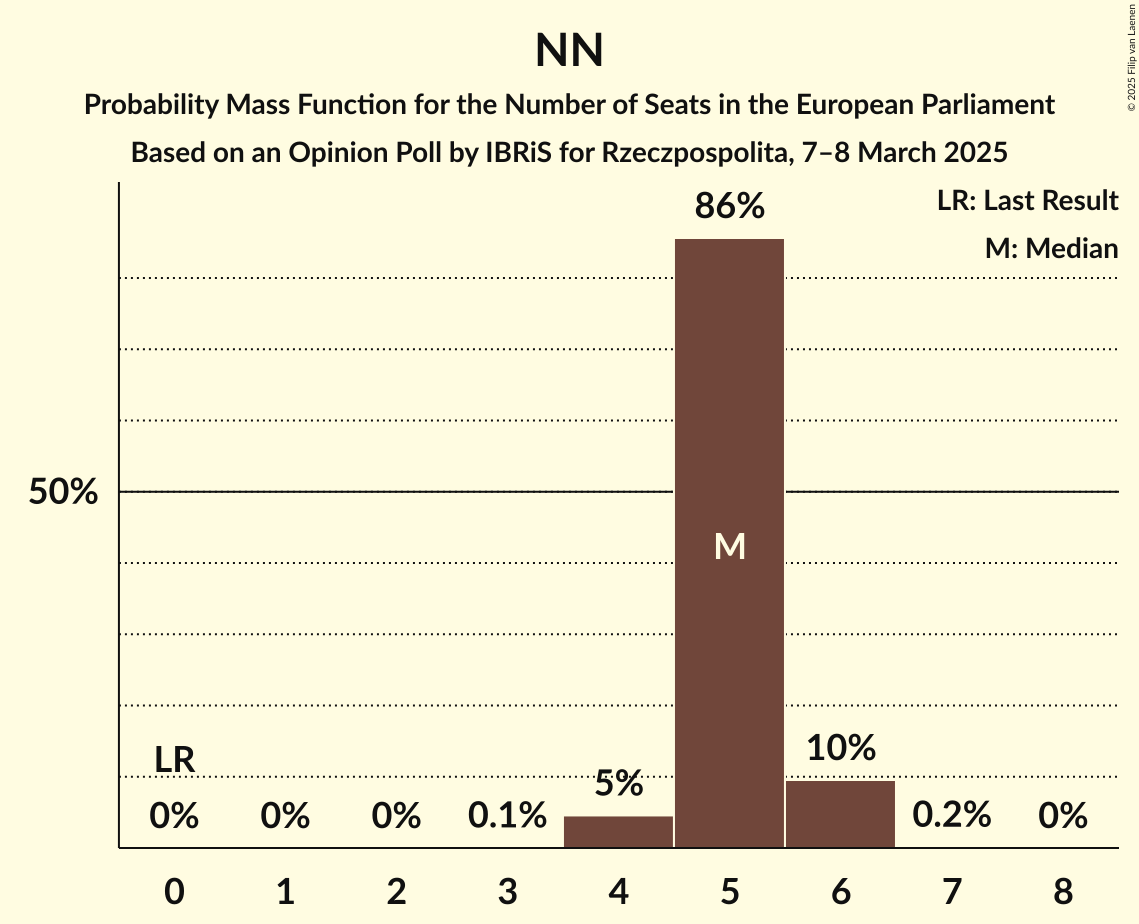 NN
Probability Mass Function for the Number of Seats in the European Parliament
Based on an Opinion Poll by IBRiS for Rzeczpospolita, 7–8 March 2025
© 2025 Filip van Laenen
LR: Last Result
M: Median
86%
50%
M
LR
10%
5%
0% 0% 0% 0.1% 0.2% 0%
0 1 2 3 4 5 6 7 8